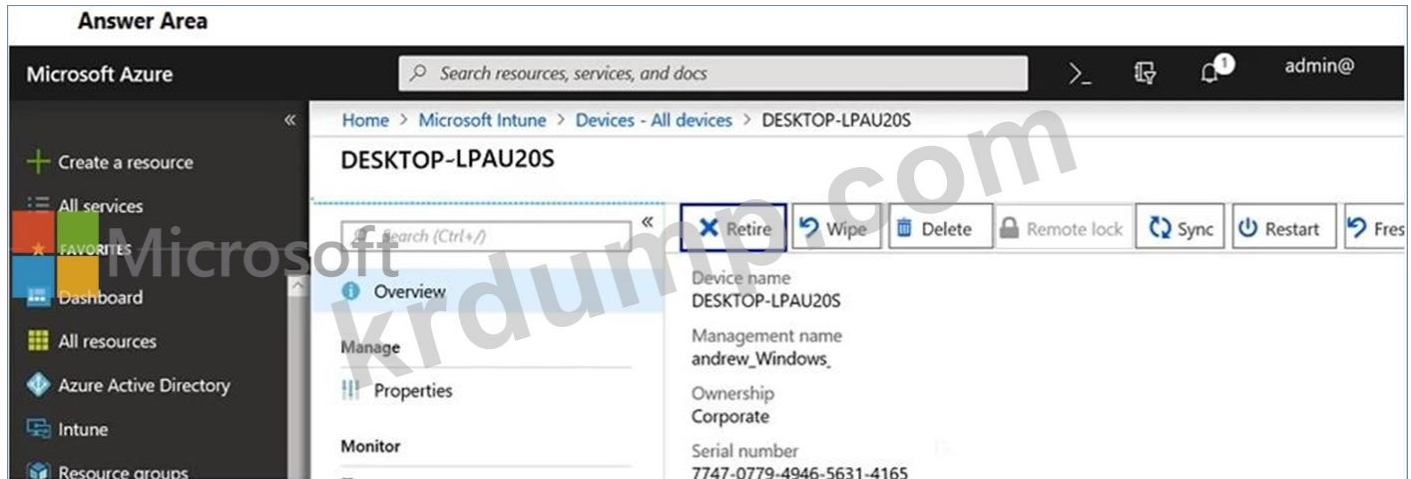 Answer Area
Microsoft Azure
Search resources, services, and docs
1
admin@
Home > Microsoft Intune > Devices - All devices > DESKTOP-LPAU20S
DESKTOP-LPAU20S
Create a resource
All services
FAVORITES
Dashboard
All resources
Azure Active Directory
Intune
Resource groups
Search (Ctrl+/)
Overview
Manage
Properties
Monitor
Retire
Wipe
Delete
Remote lock
Sync
Restart
Fres
Device name
DESKTOP-LPAU20S
Management name
andrew_Windows_
Ownership
Corporate
Serial number
7747-0779-4946-5631-4165
Microsoft
krdump.com